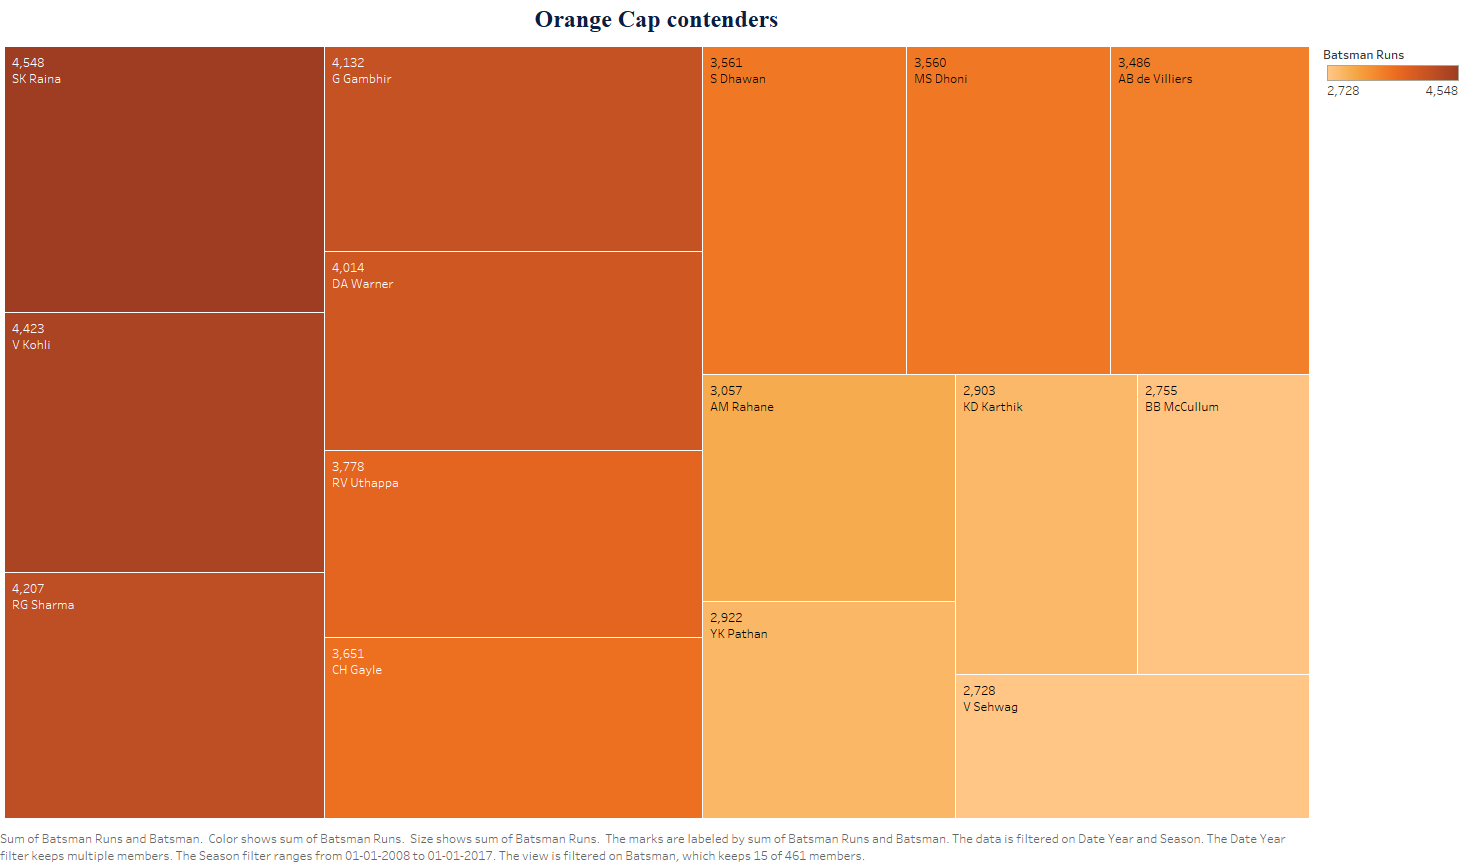 Orange Cap contenders
4,548
SK Raina
4,423
V Kohli
4,207
RG Sharma
4,132
G Gambhir
4,014
DA Warner
3,778
RV Uthappa
3,651
CH Gayle
3,561
S Dhawan
3,560
MS Dhoni
3,486
AB de Villiers
3,057
AM Rahane
2,922
YK Pathan
2,903
KD Karthik
2,755
BB McCullum
2,728
V Sehwag
Batsman Runs
2,728 4,548
Sum of Batsman Runs and Batsman. Color shows sum of Batsman Runs. Size shows sum of Batsman Runs. The marks are labeled by sum of Batsman Runs and Batsman. The data is filtered on Date Year and Season. The Date Year
filter keeps multiple members. The Season filter ranges from 01-01-2008 to 01-01-2017. The view is filtered on Batsman, which keeps 15 of 461 members.